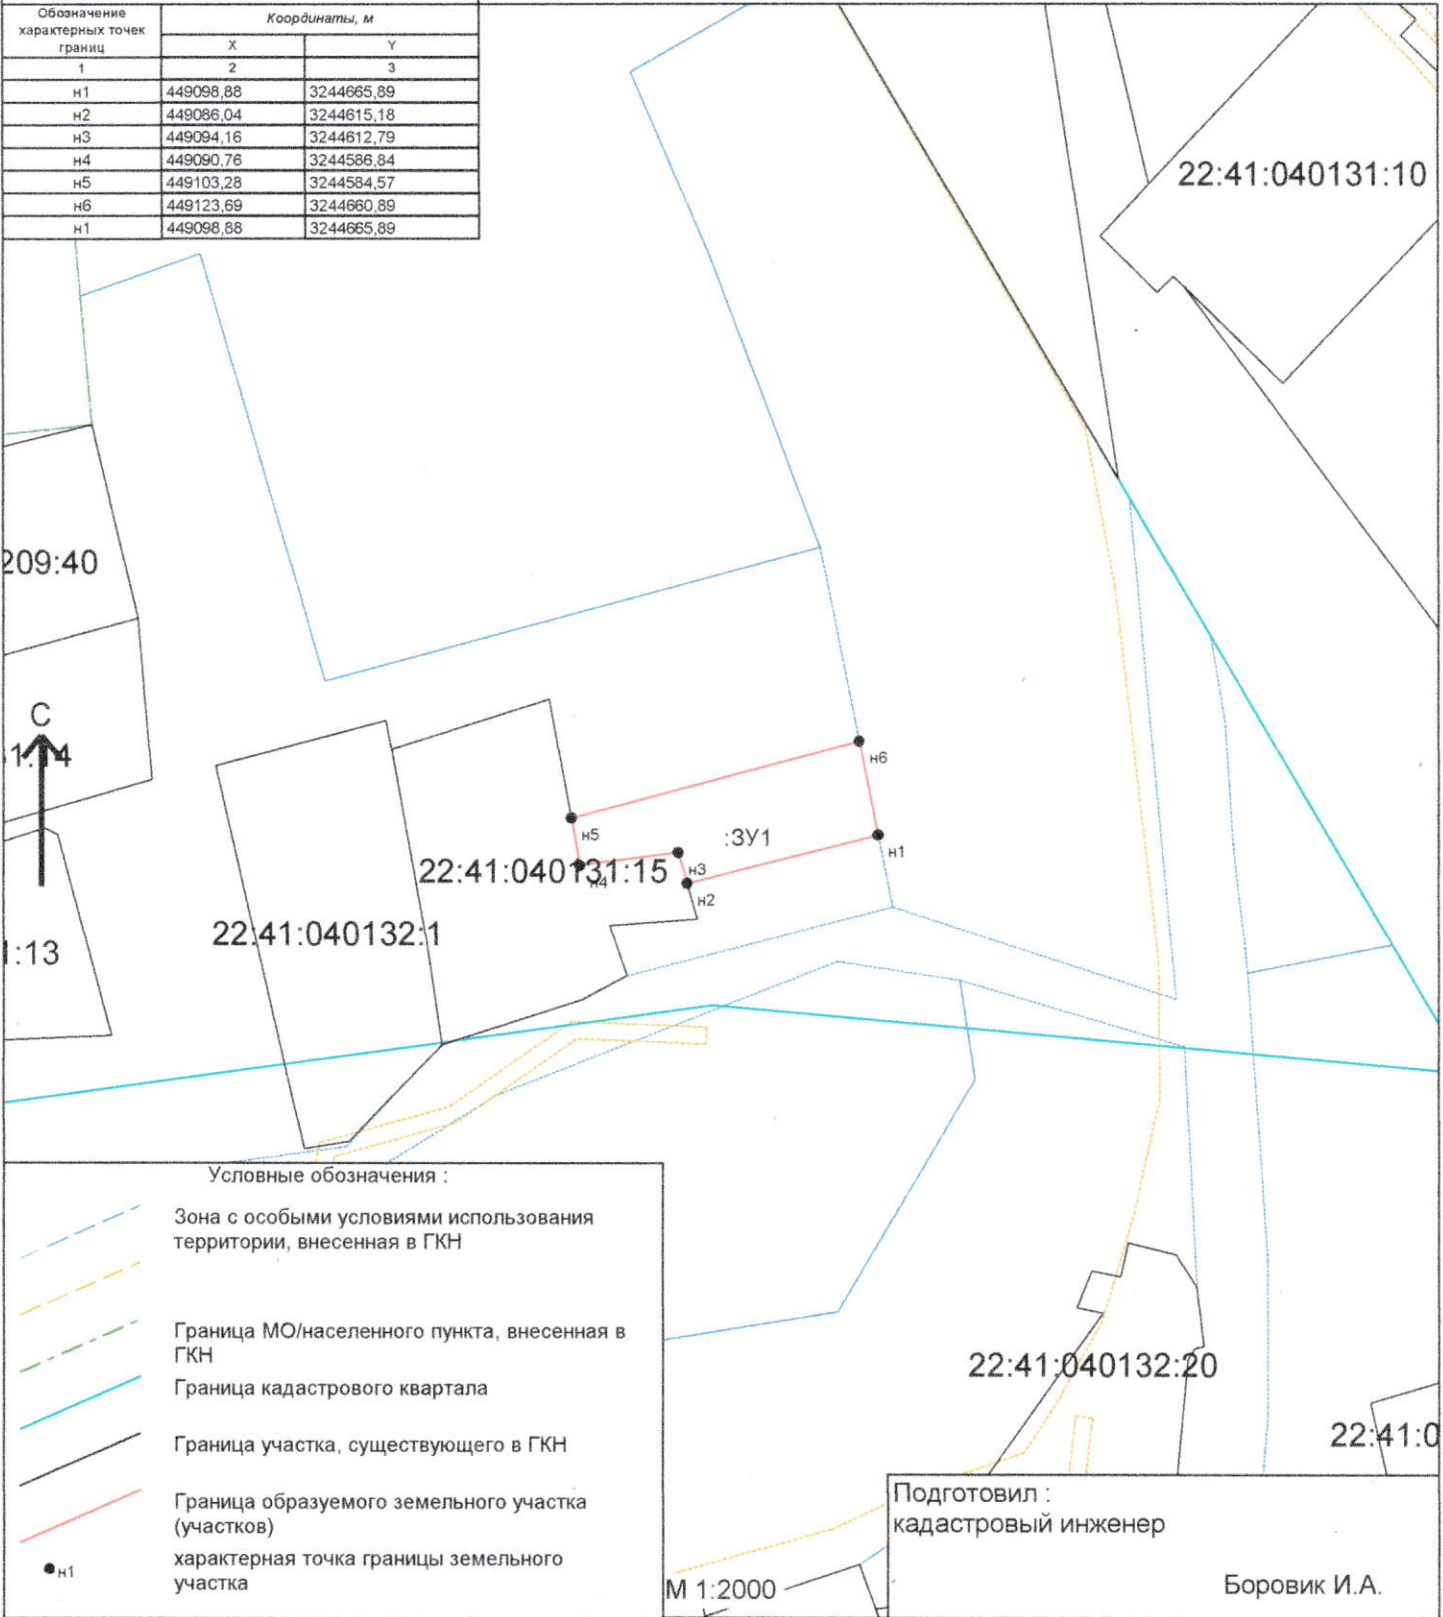 Обозначение характерных точек границ
Координаты, м
X Y
1 2 3
н1 449098,88 3244665,89
н2 449086,04 3244615,18
н3 449094,16 3244612,79
н4 449090,76 3244586,84
н5 449103,28 3244584,57
н6 449123,69 3244660,89
н1 449098,88 3244665,89
22:41:040131:10
209:40
С
н6
н5
:ЗУ1
н1
22:41:040131:15
н3
н4
н2
22:41:040132:1
1:13
Условные обозначения :
Зона с особыми условиями использования
территории, внесенная в ГКН
Граница МО/населенного пункта, внесенная в
ГКН
Граница кадастрового квартала
Граница участка, существующего в ГКН
Граница образуемого земельного участка
(участков)
н1
характерная точка границы земельного
участка
22:41:040132:20
22:41:0
Подготовил :
кадастровый инженер
М 1:2000
Боровик И.А.